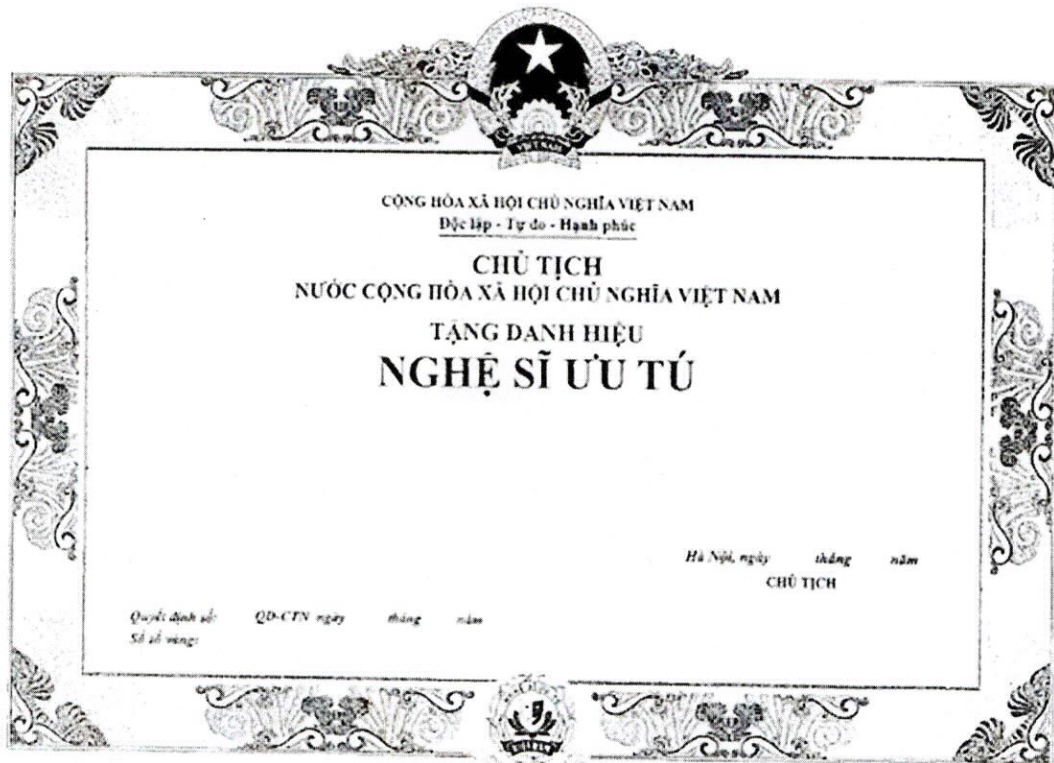 VIỆT NAM
CỘNG HÒA XÃ HỘI CHỦ NGHĨA VIỆT NAM
Độc lập - Tự do - Hạnh phúc
CHỦ TỊCH
NƯỚC CỘNG HÒA XÃ HỘI CHỦ NGHĨA VIỆT NAM
TẶNG DANH HIỆU
NGHỆ SĨ ƯU TÚ
Hà Nội, ngày tháng năm
CHỦ TỊCH
Quyết định số: QĐ-CTN ngày tháng năm
Số sổ vàng: